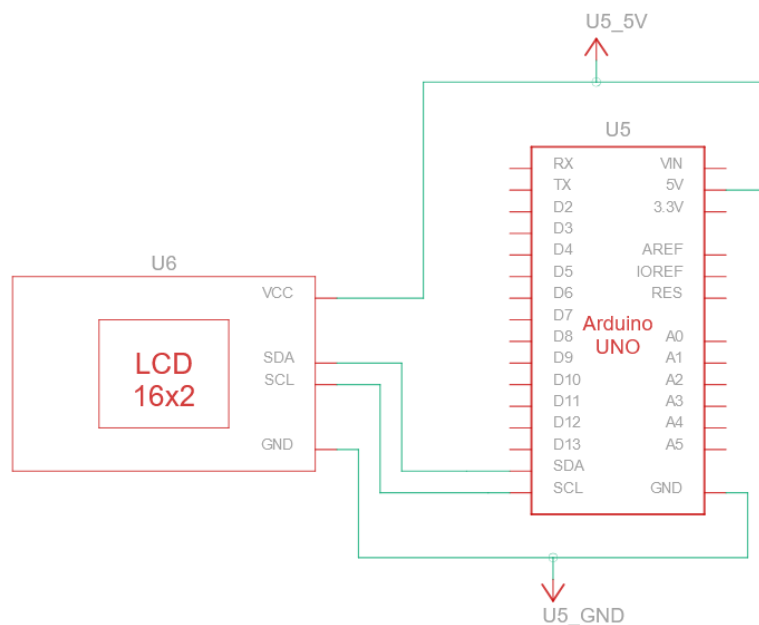 U5_5V
U5
RX
TX
D2
D3
D4
D5
D6
D7
D8
D9
D10
D11
D12
D13
SDA
SCL
VIN
5V
3.3V
AREF
IOREF
RES
A0
A1
A2
A3
A4
A5
GND
Arduino
UNO
U6
VCC
SDA
SCL
GND
LCD
16x2
U5_GND